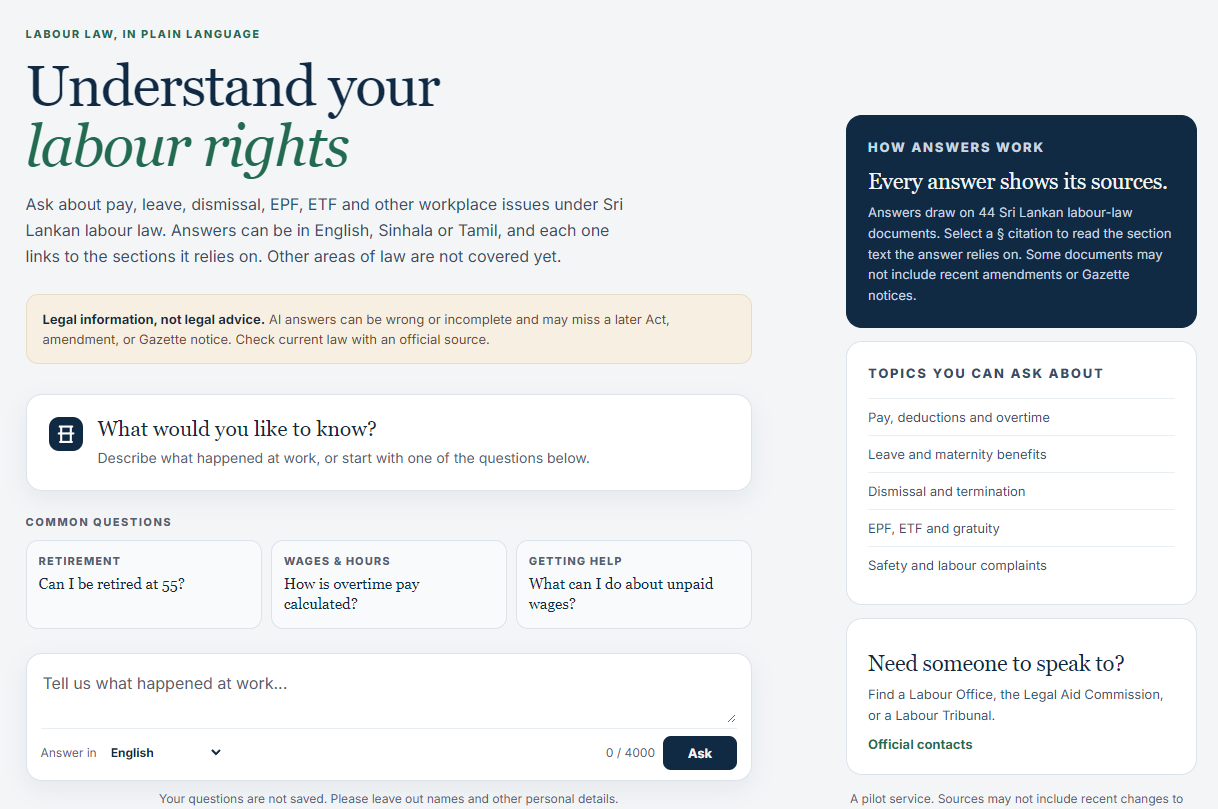 LABOUR LAW, IN PLAIN LANGUAGE
Understand your
labour rights
Ask about pay, leave, dismissal, EPF, ETF and other workplace issues under Sri
Lankan labour law. Answers can be in English, Sinhala or Tamil, and each one
links to the sections it relies on. Other areas of law are not covered yet.
Legal information, not legal advice. AI answers can be wrong or incomplete and may miss a later Act,
amendment, or Gazette notice. Check current law with an official source.
What would you like to know?
Describe what happened at work, or start with one of the questions below.
COMMON QUESTIONS
RETIREMENT
Can I be retired at 55?
WAGES & HOURS
How is overtime pay
calculated?
GETTING HELP
What can I do about unpaid
wages?
Tell us what happened at work...
Answer in English
0 / 4000
Ask
Your questions are not saved. Please leave out names and other personal details.
HOW ANSWERS WORK
Every answer shows its sources.
Answers draw on 44 Sri Lankan labour-law
documents. Select a § citation to read the section
text the answer relies on. Some documents may
not include recent amendments or Gazette
notices.
TOPICS YOU CAN ASK ABOUT
Pay, deductions and overtime
Leave and maternity benefits
Dismissal and termination
EPF, ETF and gratuity
Safety and labour complaints
Need someone to speak to?
Find a Labour Office, the Legal Aid Commission,
or a Labour Tribunal.
Official contacts
A pilot service. Sources may not include recent changes to